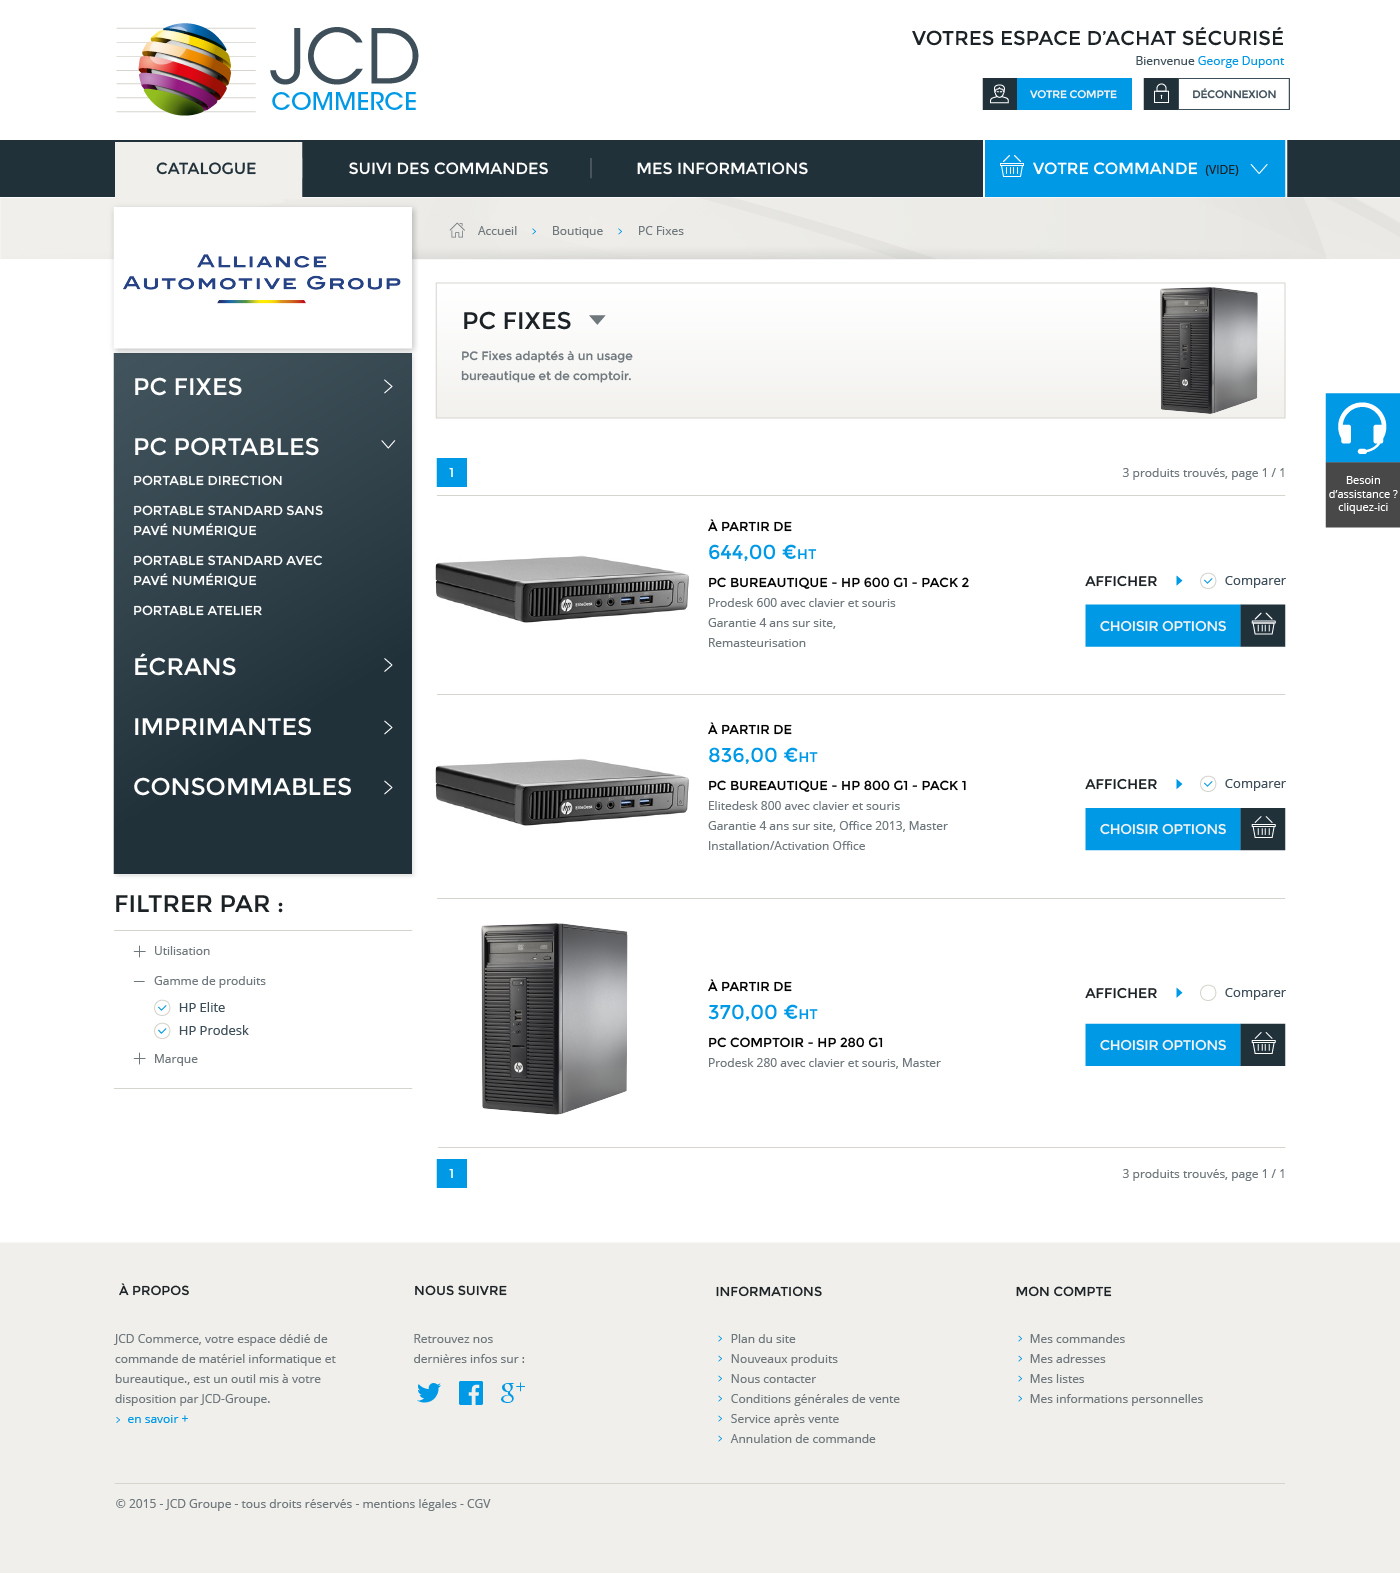 JCD
COMMERCE
VOTRES ESPACE D'ACHAT SÉCURISÉ
Bienvenue George Dupont
VOTRE COMPTE
DÉCONNEXION
CATALOGUE
SUIVI DES COMMANDES
MES INFORMATIONS
VOTRE COMMANDE (VIDE)
ALLIANCE
AUTOMOTIVE GROUP
Accueil
Boutique
PC Fixes
PC FIXES
PC Fixes adaptés à un usage
bureautique et de comptoir.
PC FIXES
PC PORTABLES
PORTABLE DIRECTION
PORTABLE STANDARD SANS
PAVÉ NUMÉRIQUE
PORTABLE STANDARD AVEC
PAVÉ NUMÉRIQUE
PORTABLE ATELIER
ÉCRANS
IMPRIMANTES
CONSOMMABLES
FILTRER PAR :
Utilisation
Gamme de produits
HP Elite
HP Prodesk
Marque
Besoin
d'assistance ?
cliquez-ici
1
3 produits trouvés, page 1 / 1
À PARTIR DE
644,00 €HT
PC BUREAUTIQUE - HP 600 G1 - PACK 2
Prodesk 600 avec clavier et souris
Garantie 4 ans sur site,
Remasteurisation
AFFICHER
Comparer
CHOISIR OPTIONS
hp EliteDesk
À PARTIR DE
836,00 €HT
PC BUREAUTIQUE - HP 800 G1 - PACK 1
Elitedesk 800 avec clavier et souris
Garantie 4 ans sur site, Office 2013, Master
Installation/Activation Office
AFFICHER
Comparer
CHOISIR OPTIONS
hp EliteDesk
À PARTIR DE
370,00 €HT
PC COMPTOIR - HP 280 G1
Prodesk 280 avec clavier et souris, Master
AFFICHER
Comparer
CHOISIR OPTIONS
hp
1
3 produits trouvés, page 1 / 1
À PROPOS
JCD Commerce, votre espace dédié de
commande de matériel informatique et
bureautique., est un outil mis à votre
disposition par JCD-Groupe.
en savoir +
NOUS SUIVRE
Retrouvez nos
dernières infos sur :
g+
INFORMATIONS
Plan du site
Nouveaux produits
Nous contacter
Conditions générales de vente
Service après vente
Annulation de commande
MON COMPTE
Mes commandes
Mes adresses
Mes listes
Mes informations personnelles
© 2015 - JCD Groupe - tous droits réservés - mentions légales - CGV